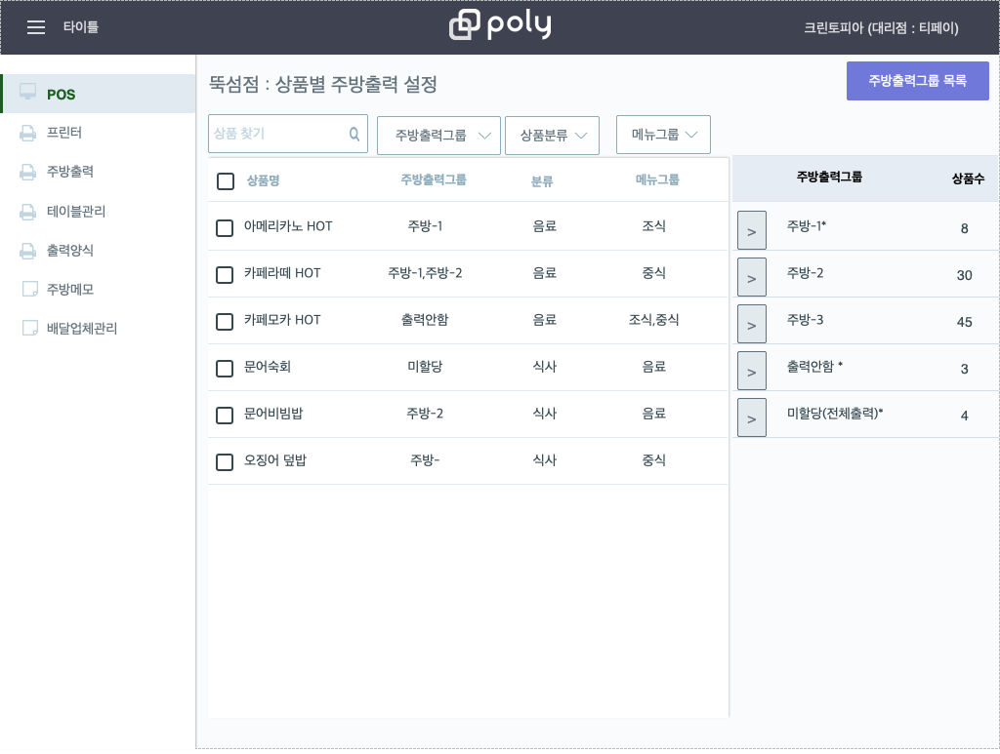 타이틀
poly
크린토피아 (대리점 : 티페이)
POS
프린터
주방출력
테이블관리
출력양식
주방메모
배달업체관리
뚝섬점 : 상품별 주방출력 설정
주방출력그룹 목록
상품 찾기
주방출력그룹
상품분류
메뉴그룹
상품명 주방출력그룹 분류 메뉴그룹
아메리카노 HOT 주방-1 음료 조식
카페라떼 HOT 주방-1,주방-2 음료 중식
카페모카 HOT 출력안함 음료 조식,중식
문어숙회 미할당 식사 음료
문어비빔밥 주방-2 식사 음료
오징어 덮밥 주방- 식사 중식
주방출력그룹 상품수
> 주방-1* 8
> 주방-2 30
> 주방-3 45
> 출력안함 * 3
> 미할당(전체출력)* 4